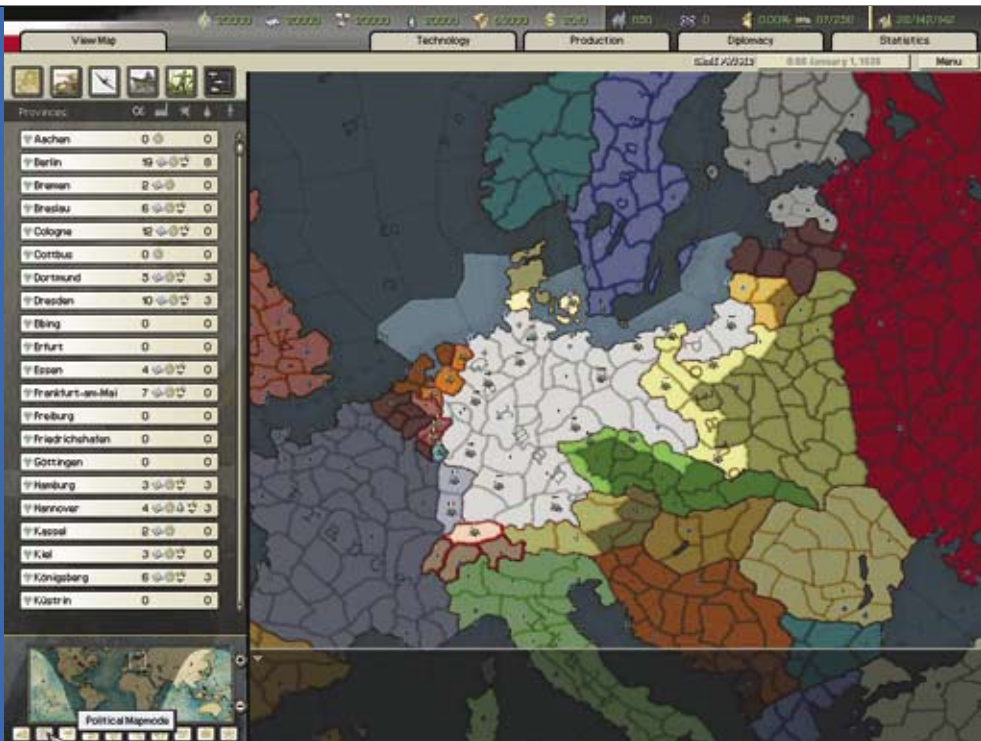 View Map
Technology
Production
Diplomacy
Statistics
Menu
Provinces
Aachen 0 0
Berlin 19 8
Bremen 2 0
Breslau 6 0
Cologne 12 0
Cottbus 0 0
Dortmund 5 3
Dresden 10 3
Elbing 0 0
Erfurt 0 0
Essen 4 0
Frankfurt-am-Mai 7 0
Freiburg 0 0
Friedrichshafen 0 0
Göttingen 0 0
Hamburg 3 3
Hannover 4 3
Kassel 2 0
Kiel 3 0
Königsberg 6 3
Küstrin 0 0
Political Mapmode